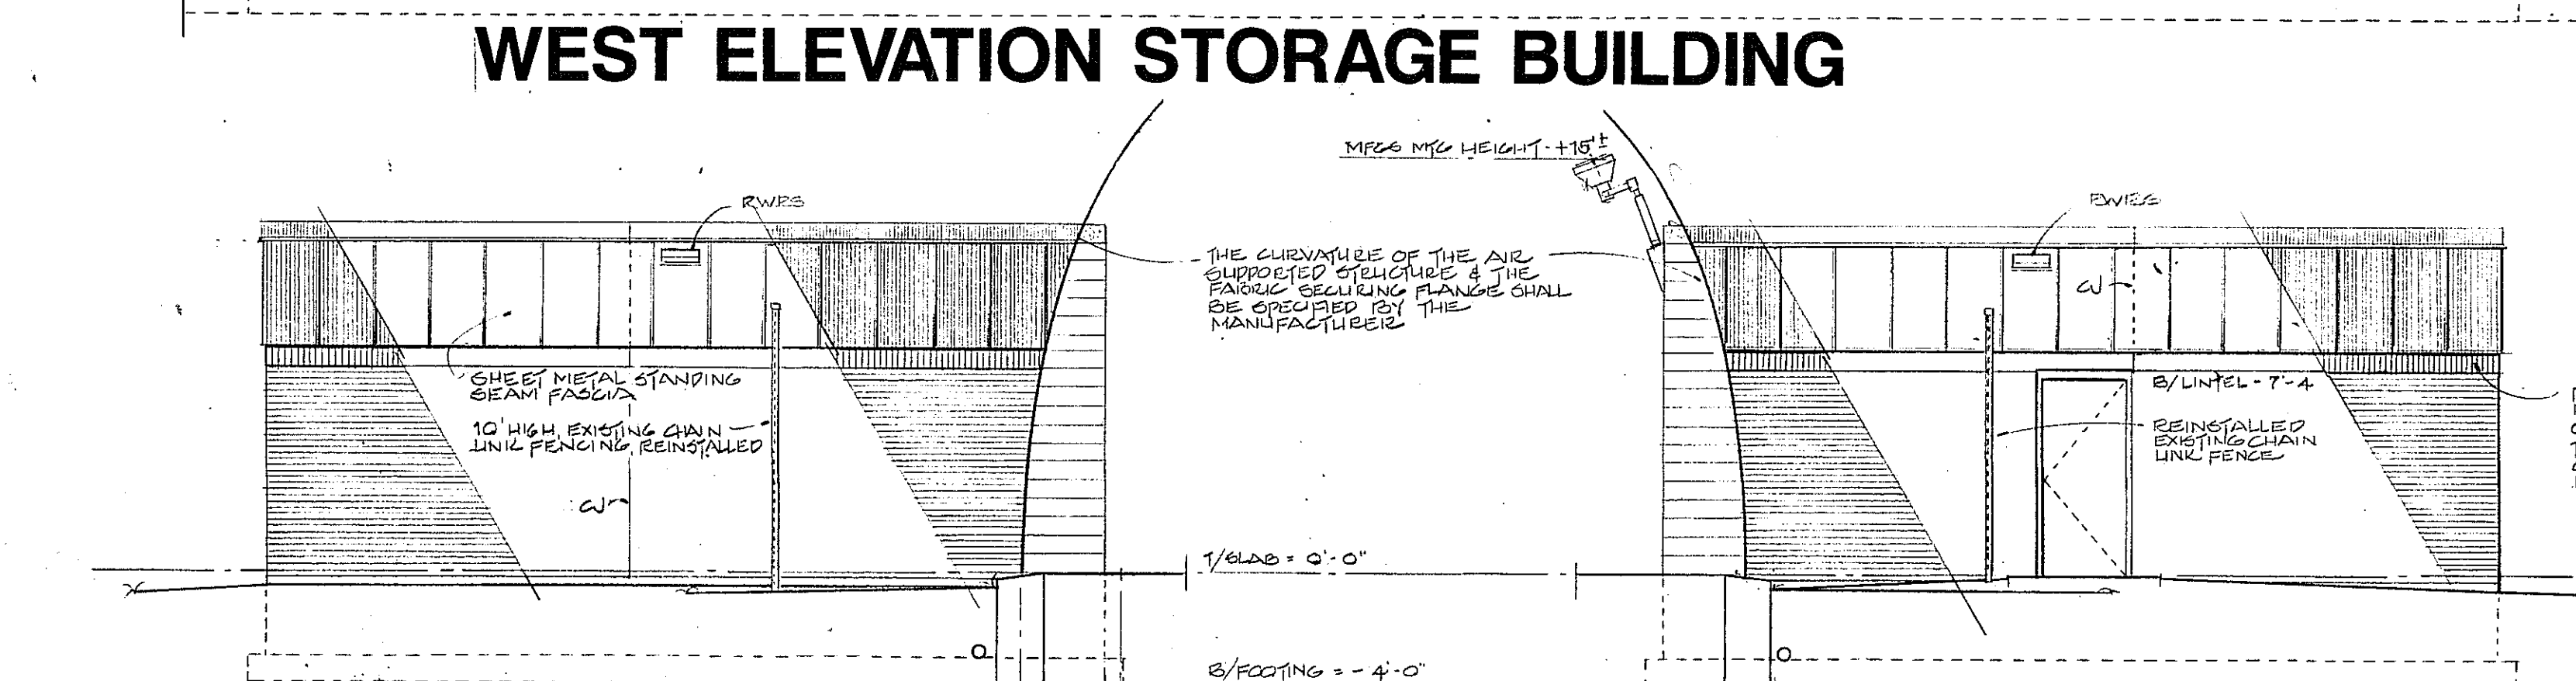 WEST ELEVATION STORAGE BUILDING
MFGS MTG HEIGHT - +15'±
RWRS
RWRS
THE CURVATURE OF THE AIR
SUPPORTED STRUCTURE & THE
FABRIC SECURING FLANGE SHALL
BE SPECIFIED BY THE
MANUFACTURER
CJ
SHEET METAL STANDING
SEAM FASCIA
B/LINTEL - 7'-4
10' HIGH, EXISTING CHAIN
LINK FENCING, REINSTALLED
REINSTALLED
EXISTING CHAIN
LINK FENCE
CJ
T/SLAB = 0'-0"
B/FOOTING = - 4'-0"